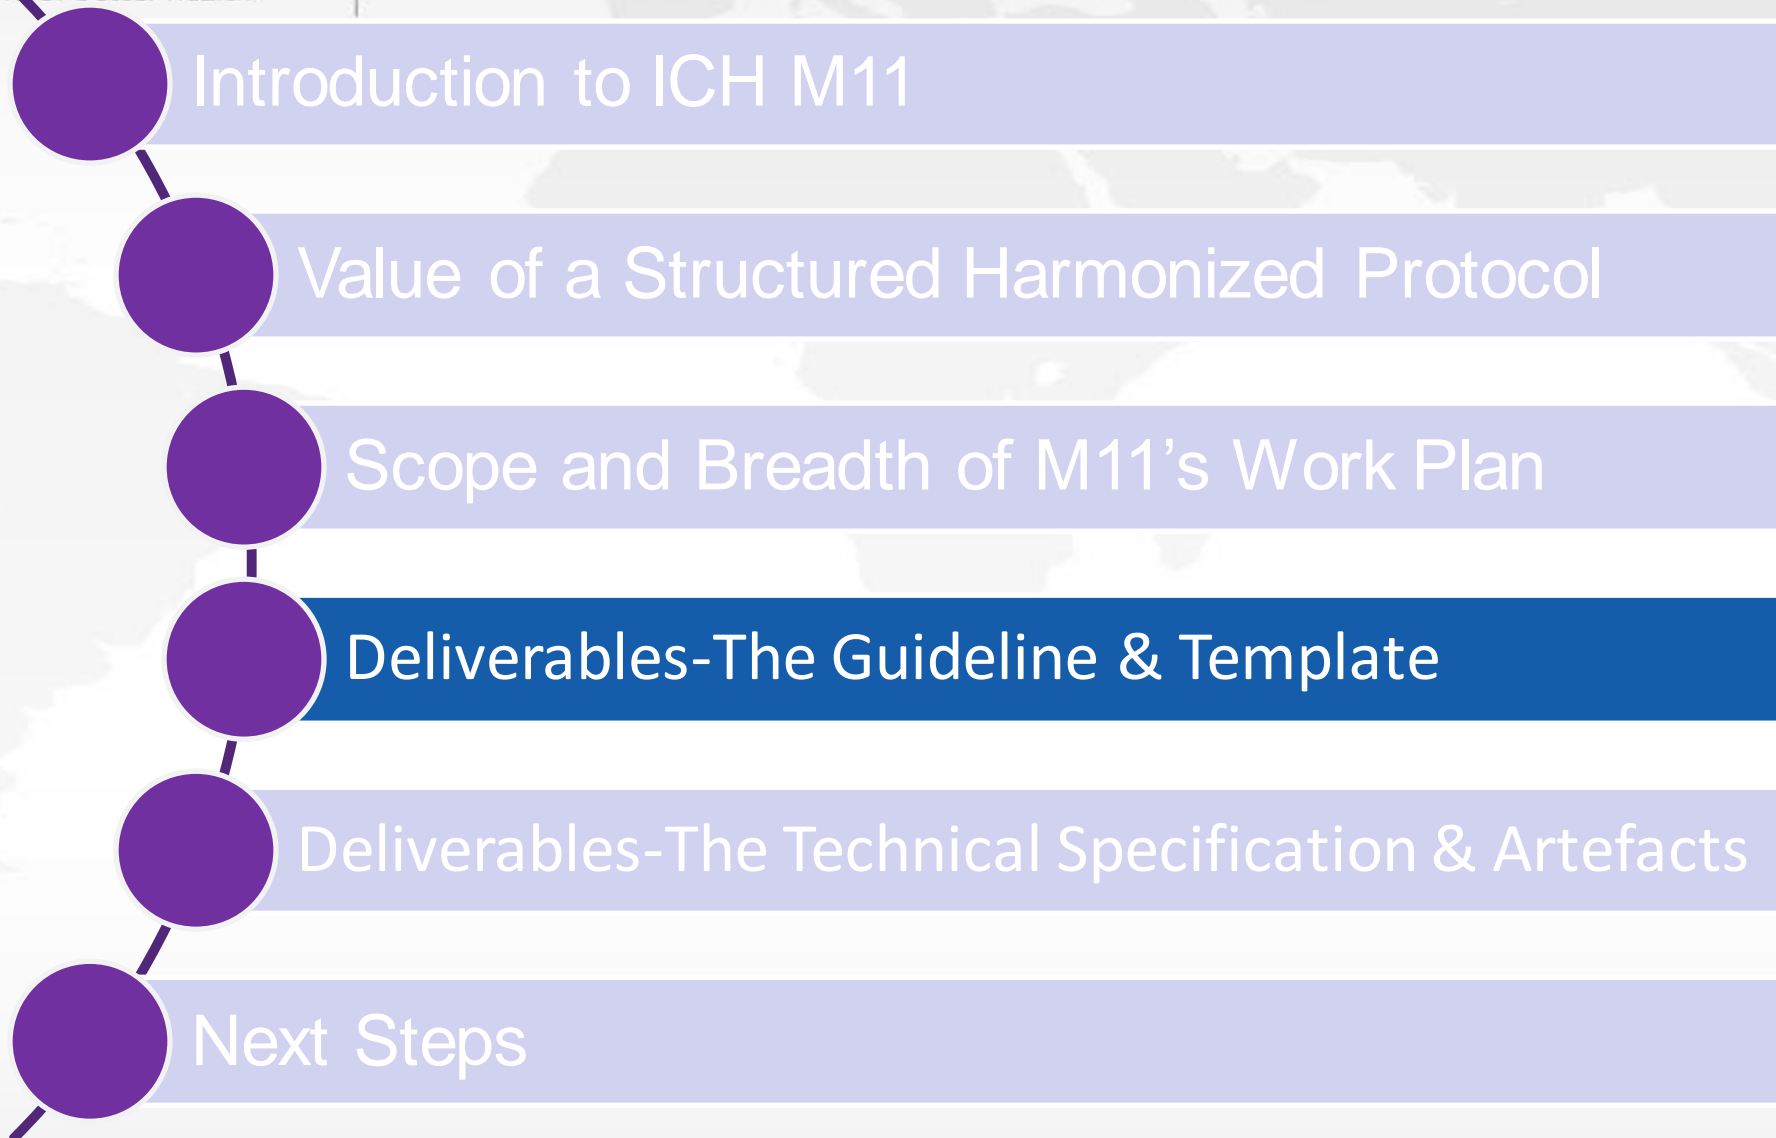 Introduction to ICH M11
Value of a Structured Harmonized Protocol
Scope and Breadth of M11’s Work Plan
Deliverables-The Guideline & Template
Deliverables-The Technical Specification & Artefacts
Next Steps